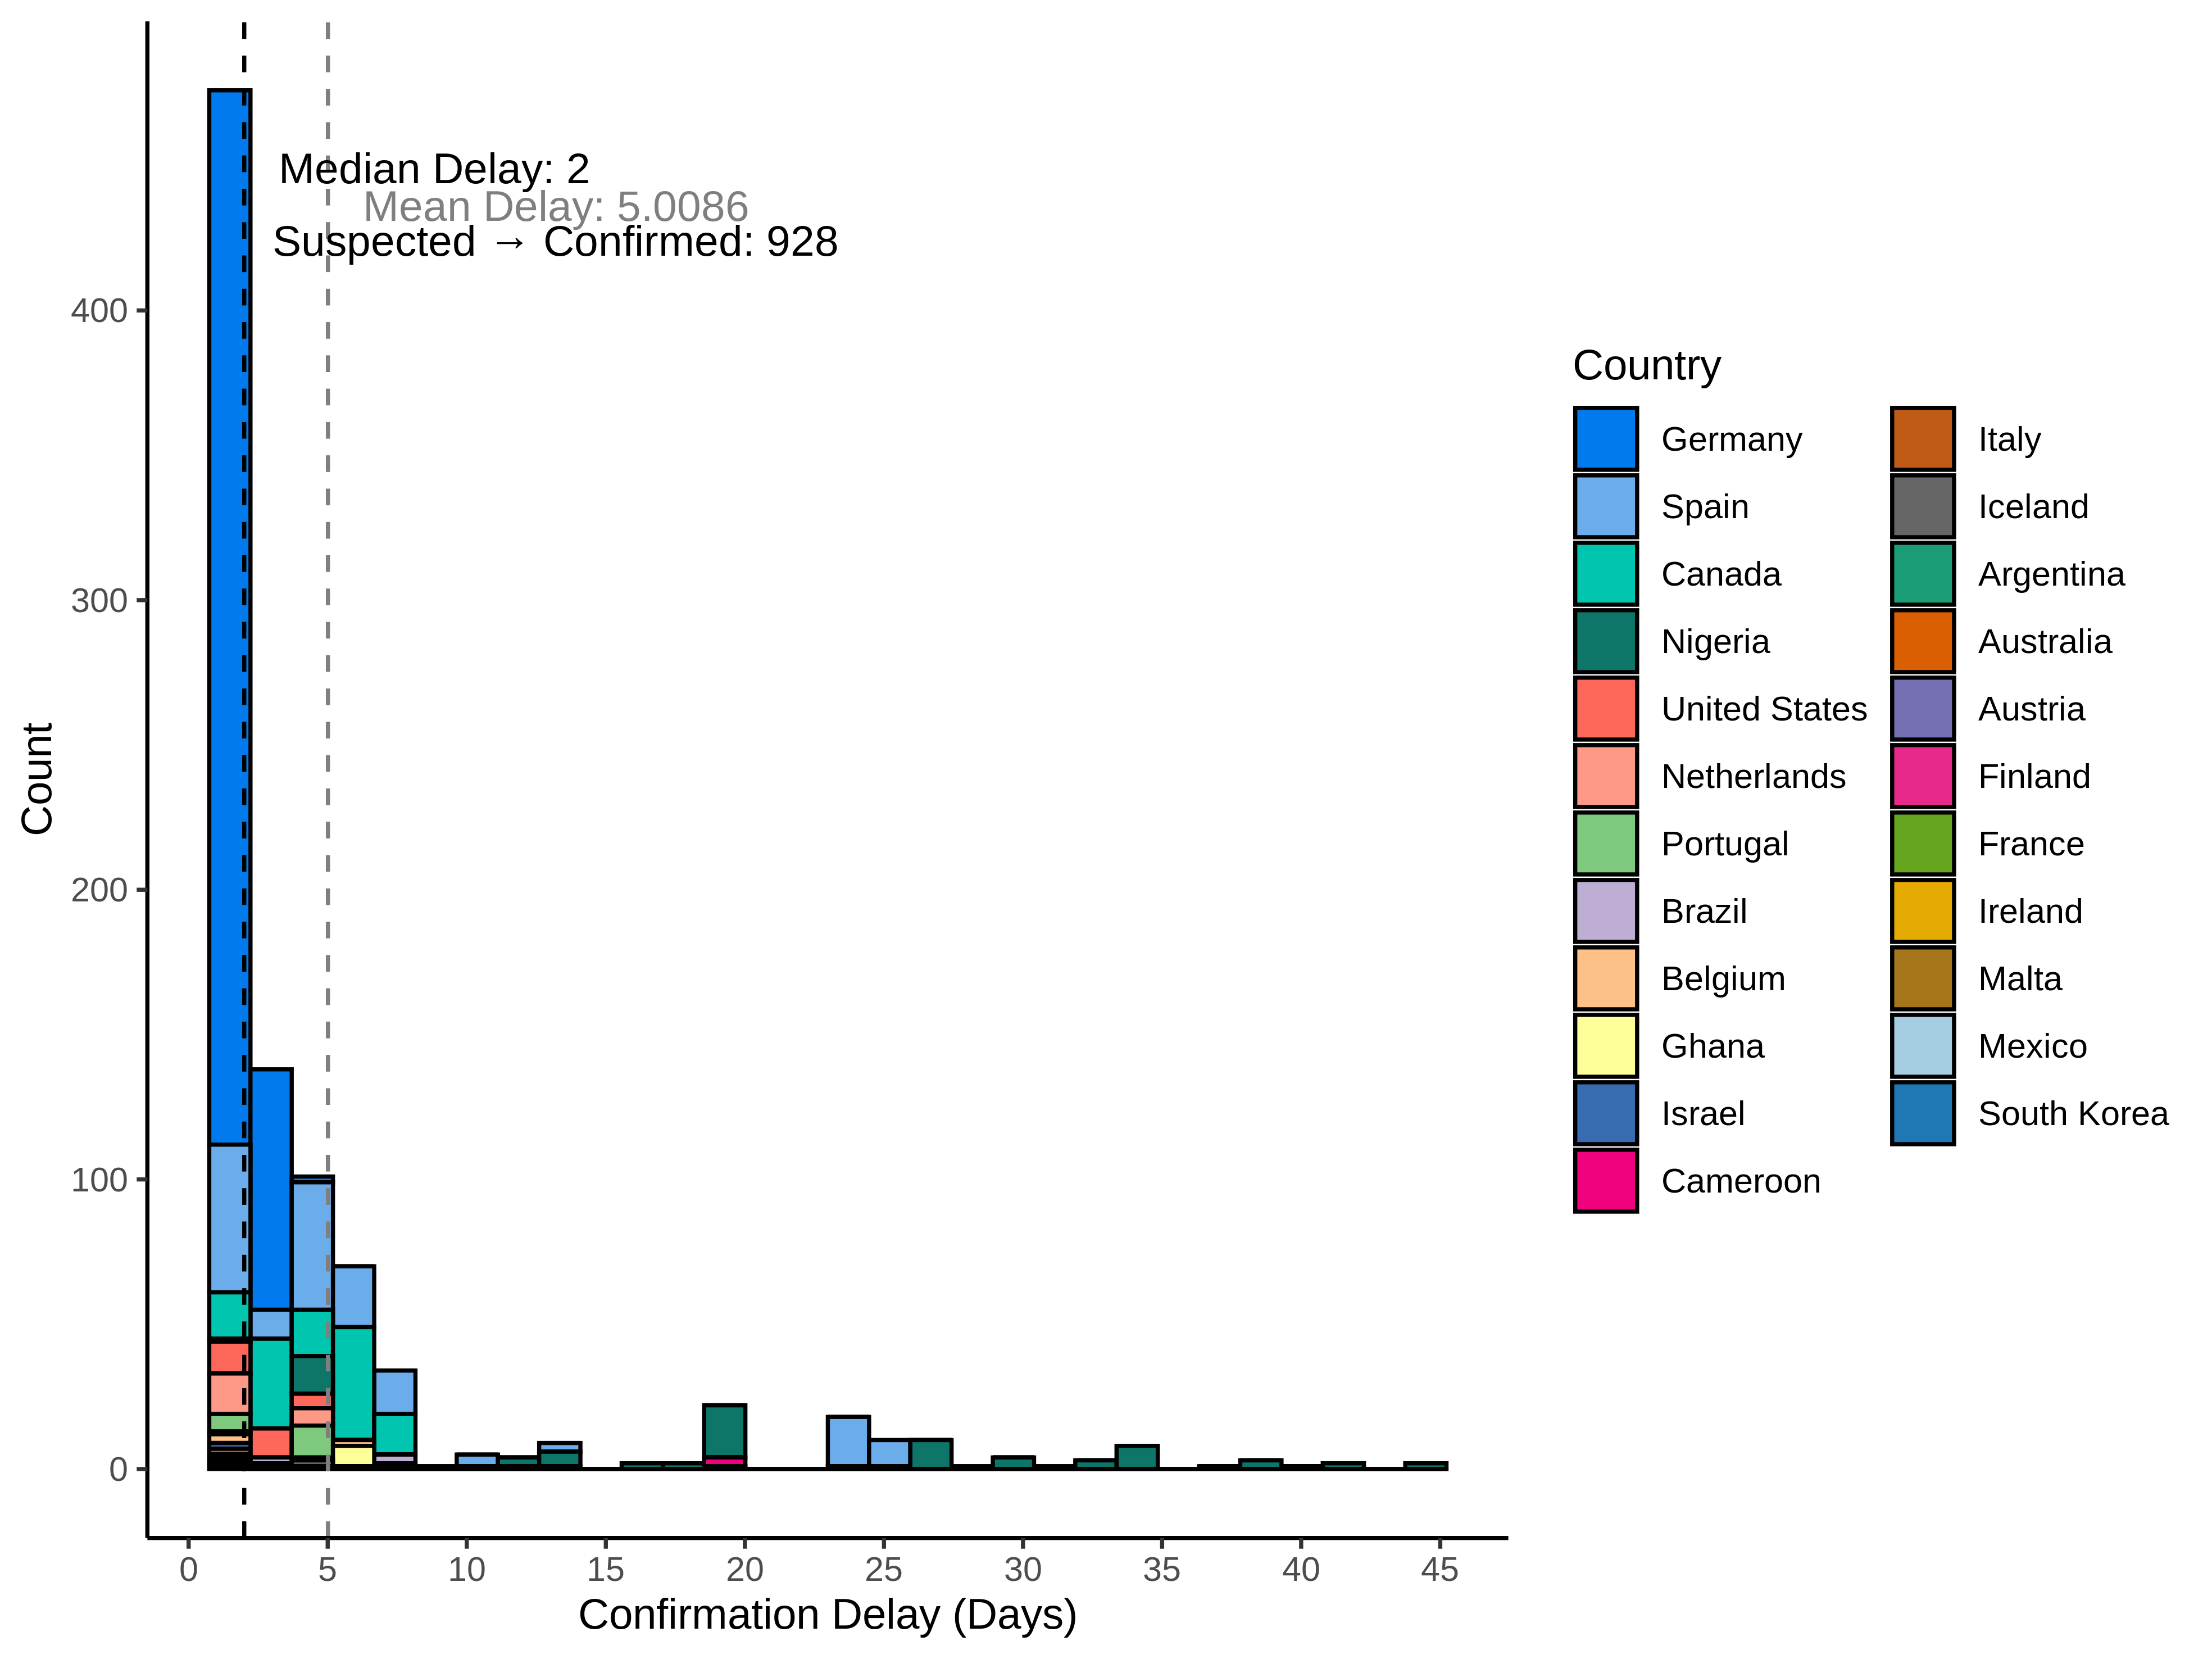 Median Delay: 2
Mean Delay: 5.0086
Suspected → Confirmed: 928
400
300
200
100
0
Count
0 5 10 15 20 25 30 35 40 45
Confirmation Delay (Days)
Country
Germany
Spain
Canada
Nigeria
United States
Netherlands
Portugal
Brazil
Belgium
Ghana
Israel
Cameroon
Italy
Iceland
Argentina
Australia
Austria
Finland
France
Ireland
Malta
Mexico
South Korea